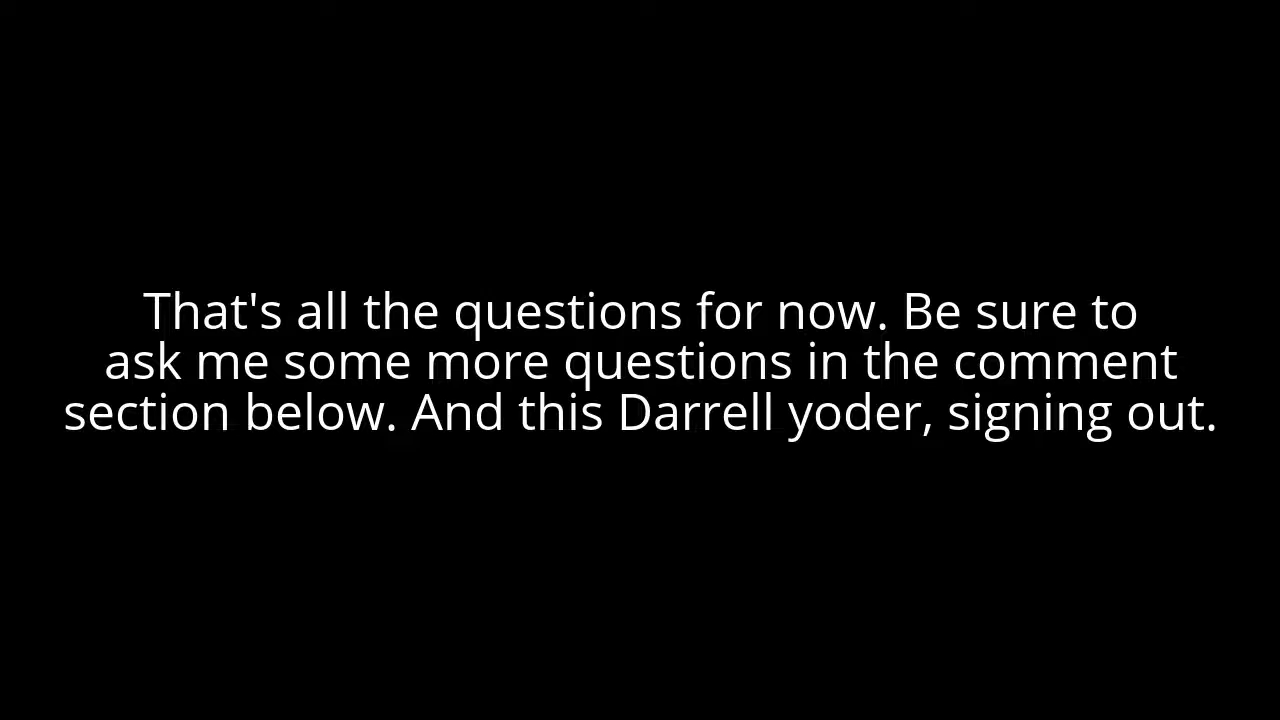 That's all the questions for now. Be sure to
ask me some more questions in the comment
section below. And this Darrell yoder, signing out.